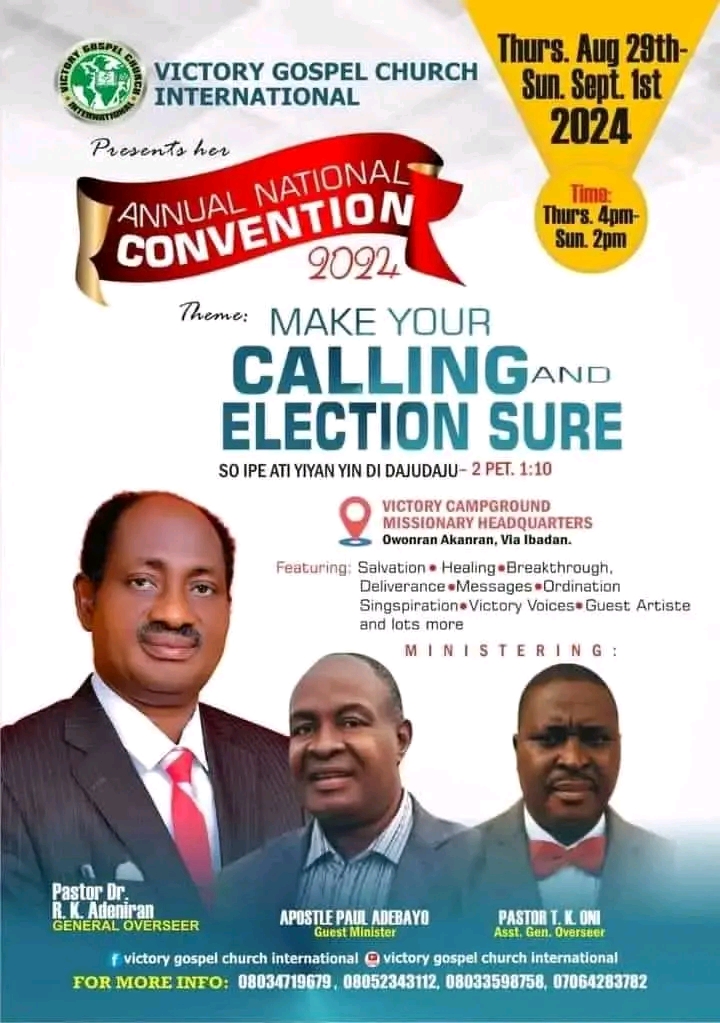 VICTORY GOSPEL CHURCH INTERNATIONAL
VICTORY GOSPEL CHURCH
INTERNATIONAL
Thurs. Aug 29th-
Sun. Sept. 1st
2024
Time:
Thurs. 4pm-
Sun. 2pm
Presents her
ANNUAL NATIONAL
CONVENTION
2024
Theme: MAKE YOUR
CALLING AND
ELECTION SURE
SO IPE ATI YIYAN YIN DI DAJUDAJU- 2 PET. 1:10
VICTORY CAMPGROUND
MISSIONARY HEADQUARTERS
Owonran Akanran, Via Ibadan.
Featuring: Salvation • Healing • Breakthrough,
Deliverance • Messages • Ordination
Singspiration • Victory Voices • Guest Artiste
and lots more
MINISTERING:
Pastor Dr.
R. K. Adeniran
GENERAL OVERSEER
APOSTLE PAUL ADEBAYO
Guest Minister
PASTOR T. K. ONI
Asst. Gen. Overseer
victory gospel church international victory gospel church international
FOR MORE INFO: 08034719679, 08052343112, 08033598758, 07064283782